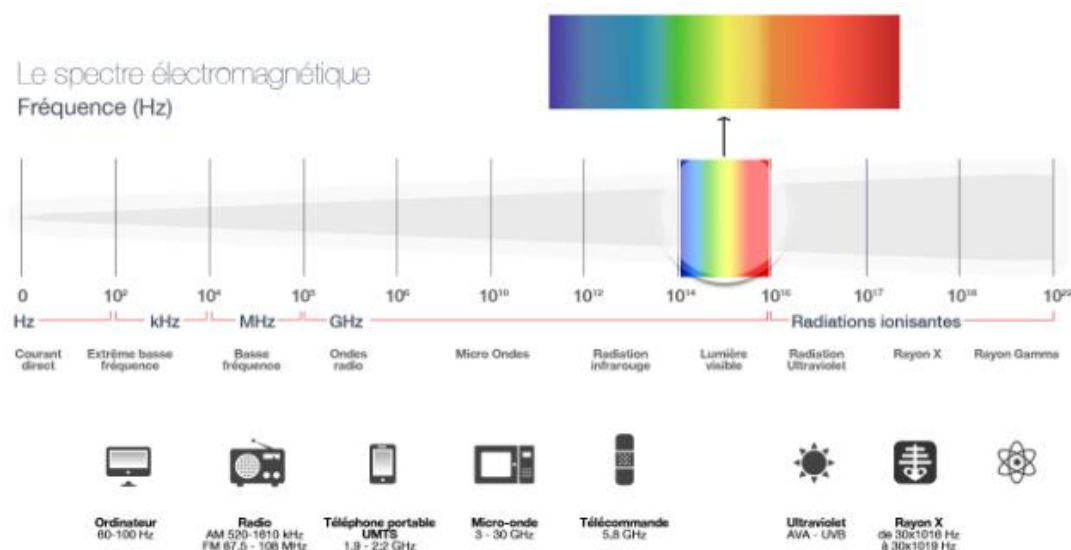 Le spectre électromagnétique
Fréquence (Hz)
0 10² 10⁴ 10⁵ 10⁶ 10¹⁰ 10¹² 10¹⁴ 10¹⁶ 10¹⁷ 10¹⁸ 10²²
Hz kHz MHz GHz Radiations ionisantes
Courant direct
Extrême basse fréquence
Basse fréquence
Ondes radio
Micro Ondes
Radiation infrarouge
Lumière visible
Radiation Ultraviolet
Rayon X
Rayon Gamma
Ordinateur
60-100 Hz
Radio
AM 520-1610 kHz
FM 87,5 - 108 MHz
Téléphone portable
UMTS
1,9 - 2;2 GHz
Micro-onde
3 - 30 GHz
Télécommande
5,8 GHz
Ultraviolet
AVA - UVB
Rayon X
de 30x1016 Hz
à 30x1019 Hz